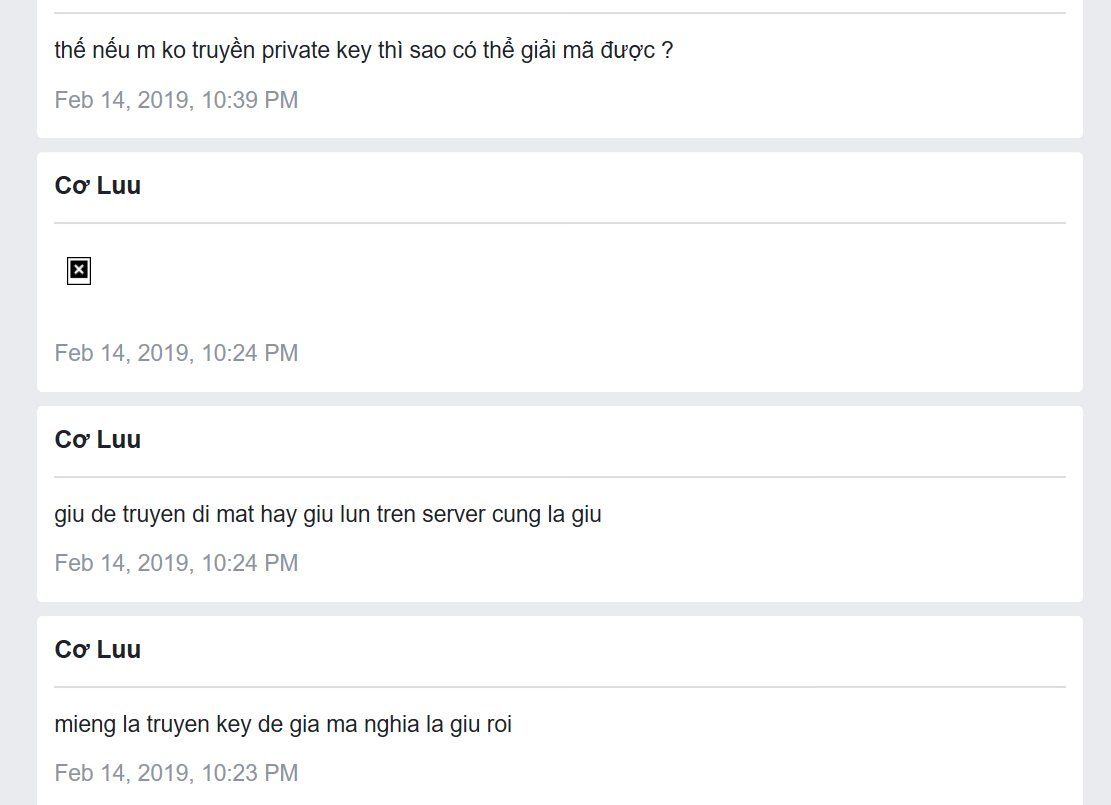 thế nếu m ko truyền private key thì sao có thể giải mã được ?
Feb 14, 2019, 10:39 PM
Cơ Luu
Feb 14, 2019, 10:24 PM
Cơ Luu
giu de truyen di mat hay giu lun tren server cung la giu
Feb 14, 2019, 10:24 PM
Cơ Luu
mieng la truyen key de gia ma nghia la giu roi
Feb 14, 2019, 10:23 PM